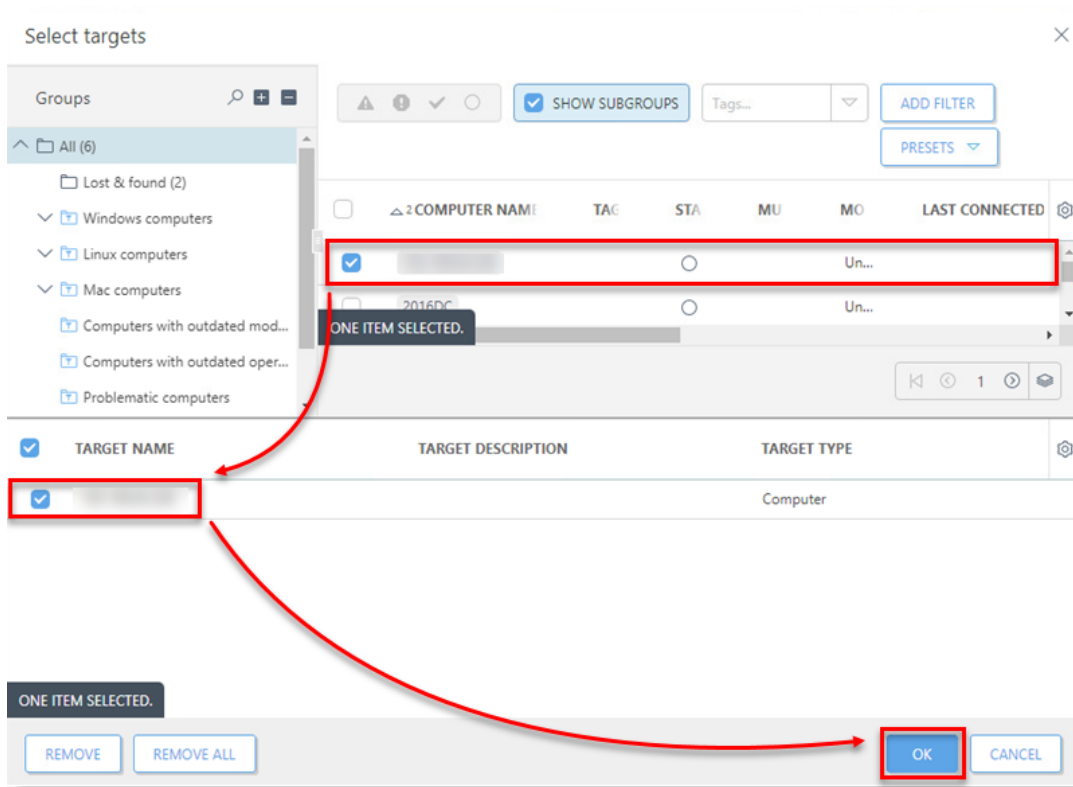 Select targets
Groups
SHOW SUBGROUPS
Tags...
ADD FILTER
PRESETS
All (6)
Lost & found (2)
Windows computers
Linux computers
Mac computers
Computers with outdated mod...
Computers with outdated oper...
Problematic computers
2 COMPUTER NAME TAG STA MU MO LAST CONNECTED
Un...
2016DC Un...
ONE ITEM SELECTED.
1
TARGET NAME TARGET DESCRIPTION TARGET TYPE
Computer
ONE ITEM SELECTED.
REMOVE REMOVE ALL OK CANCEL